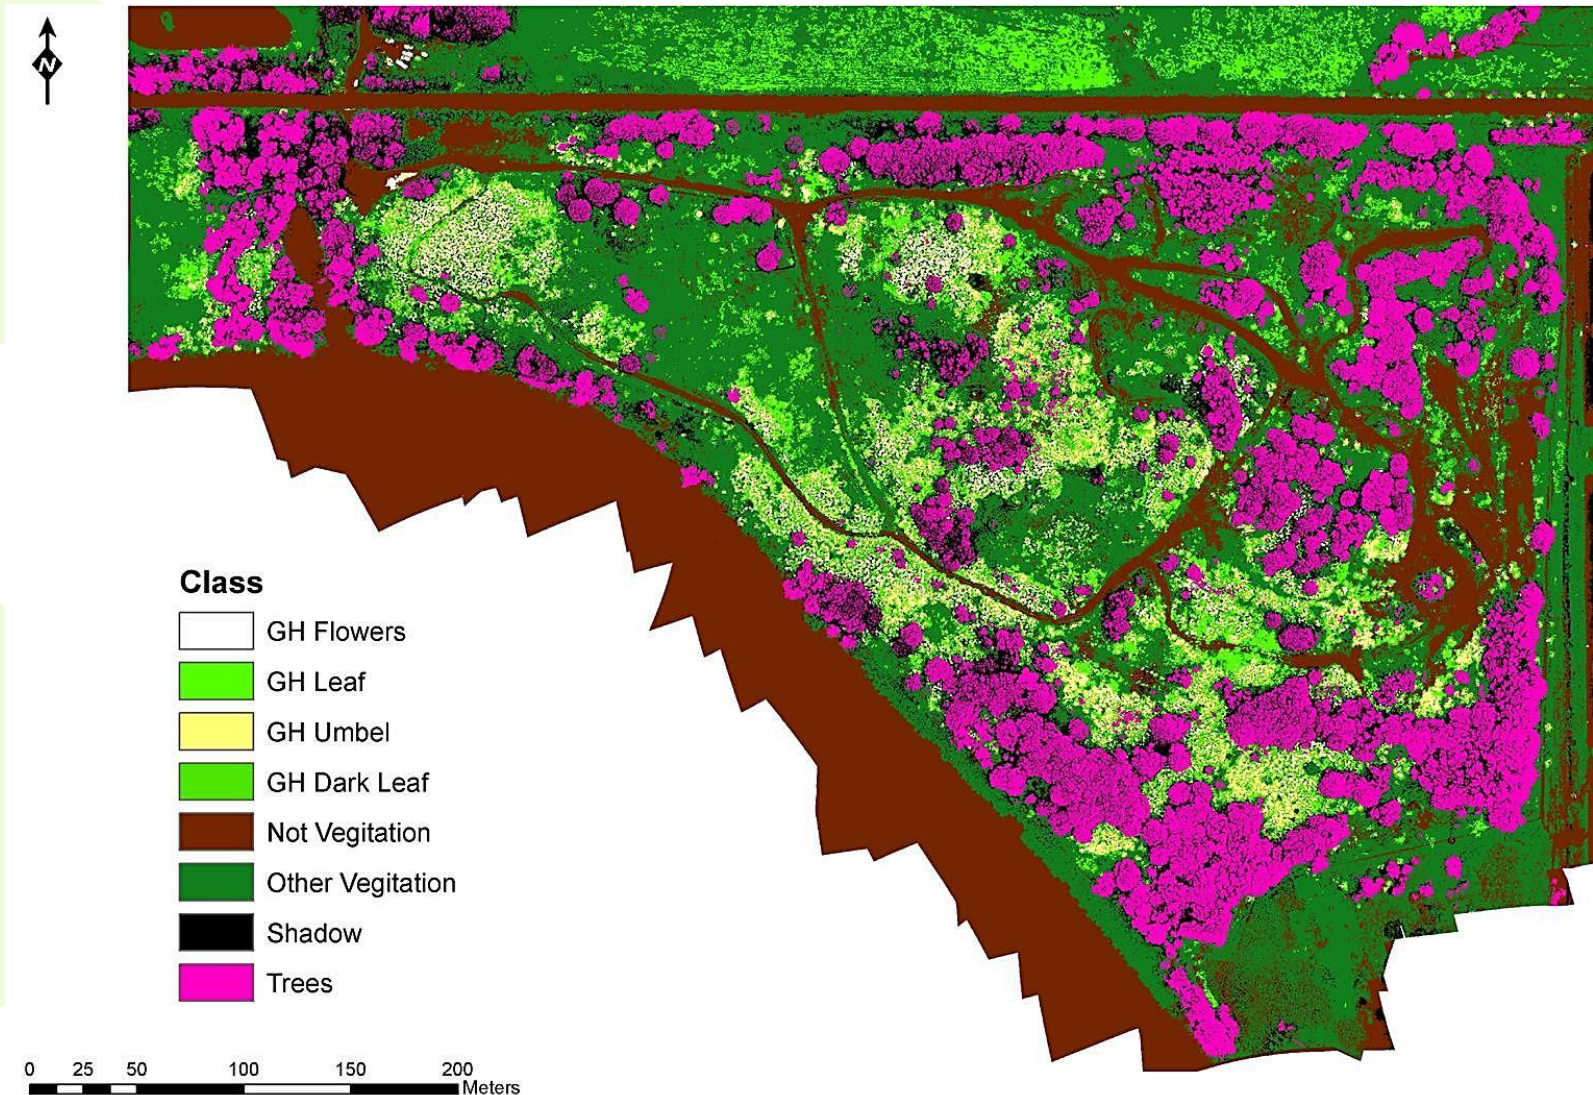 N
Class
GH Flowers
GH Leaf
GH Umbel
GH Dark Leaf
Not Vegitation
Other Vegitation
Shadow
Trees
0 25 50 100 150 200
Meters